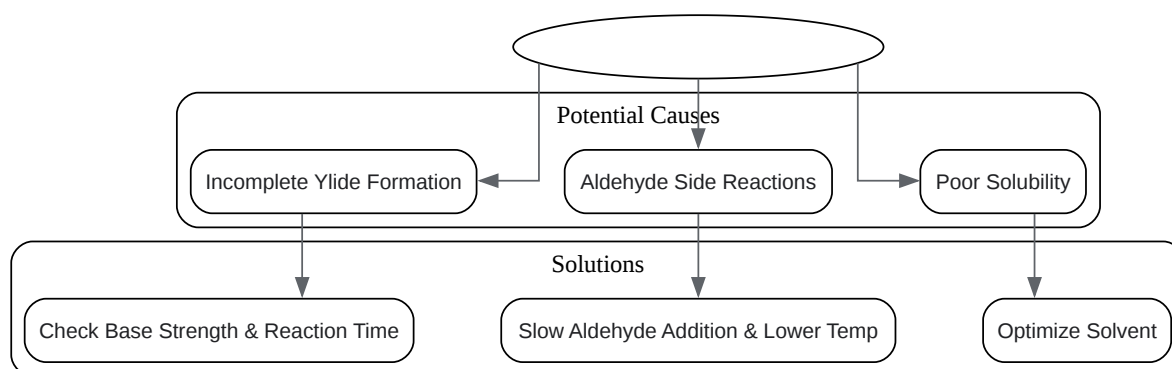 Potential Causes
Incomplete Ylide Formation
Aldehyde Side Reactions
Poor Solubility
Solutions
Check Base Strength & Reaction Time
Slow Aldehyde Addition & Lower Temp
Optimize Solvent